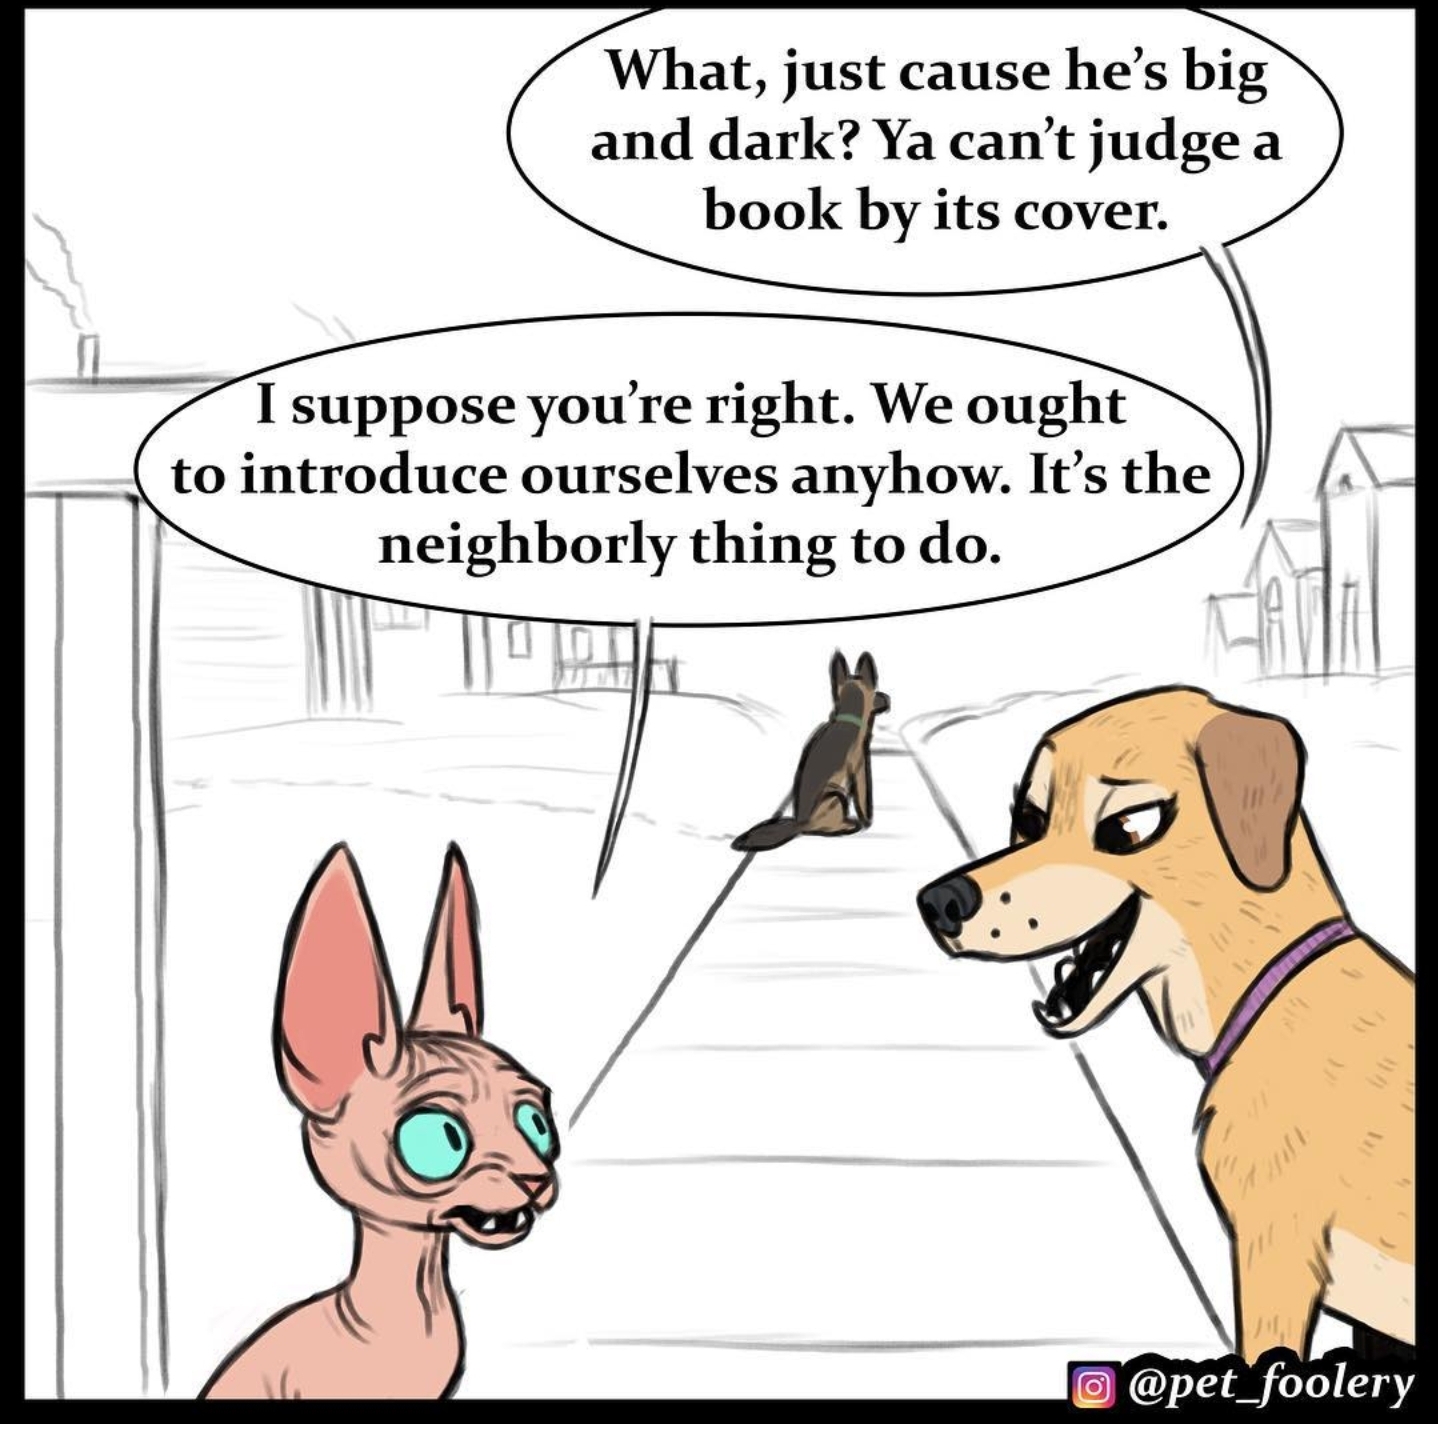 What, just cause he's big
and dark? Ya can't judge a
book by its cover.
I suppose you're right. We ought
to introduce ourselves anyhow. It's the
neighborly thing to do.
@pet_foolery